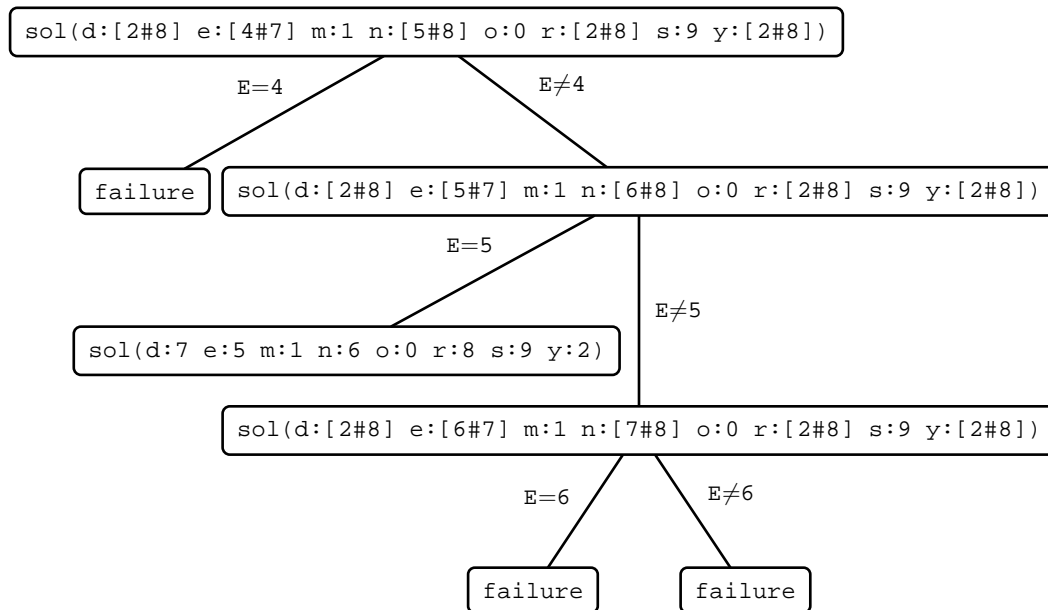 sol(d:[2#8] e:[4#7] m:1 n:[5#8] o:0 r:[2#8] s:9 y:[2#8])
E=4
E≠4
failure
sol(d:[2#8] e:[5#7] m:1 n:[6#8] o:0 r:[2#8] s:9 y:[2#8])
E=5
E≠5
sol(d:7 e:5 m:1 n:6 o:0 r:8 s:9 y:2)
sol(d:[2#8] e:[6#7] m:1 n:[7#8] o:0 r:[2#8] s:9 y:[2#8])
E=6
E≠6
failure
failure